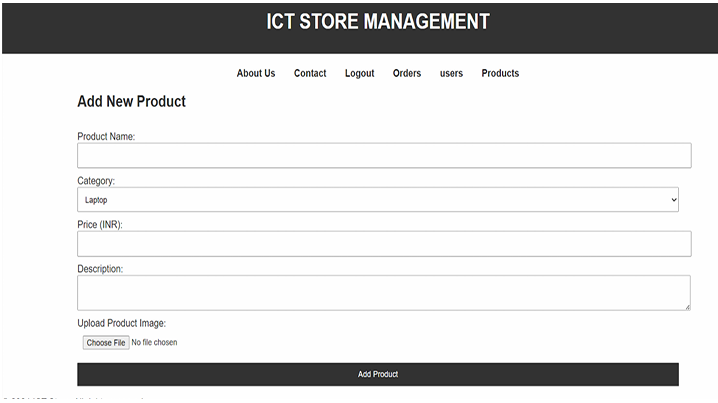 ICT STORE MANAGEMENT
About Us Contact Logout Orders users Products
Add New Product
Product Name:
Category:
Laptop
Price (INR):
Description:
Upload Product Image:
Choose File No file chosen
Add Product